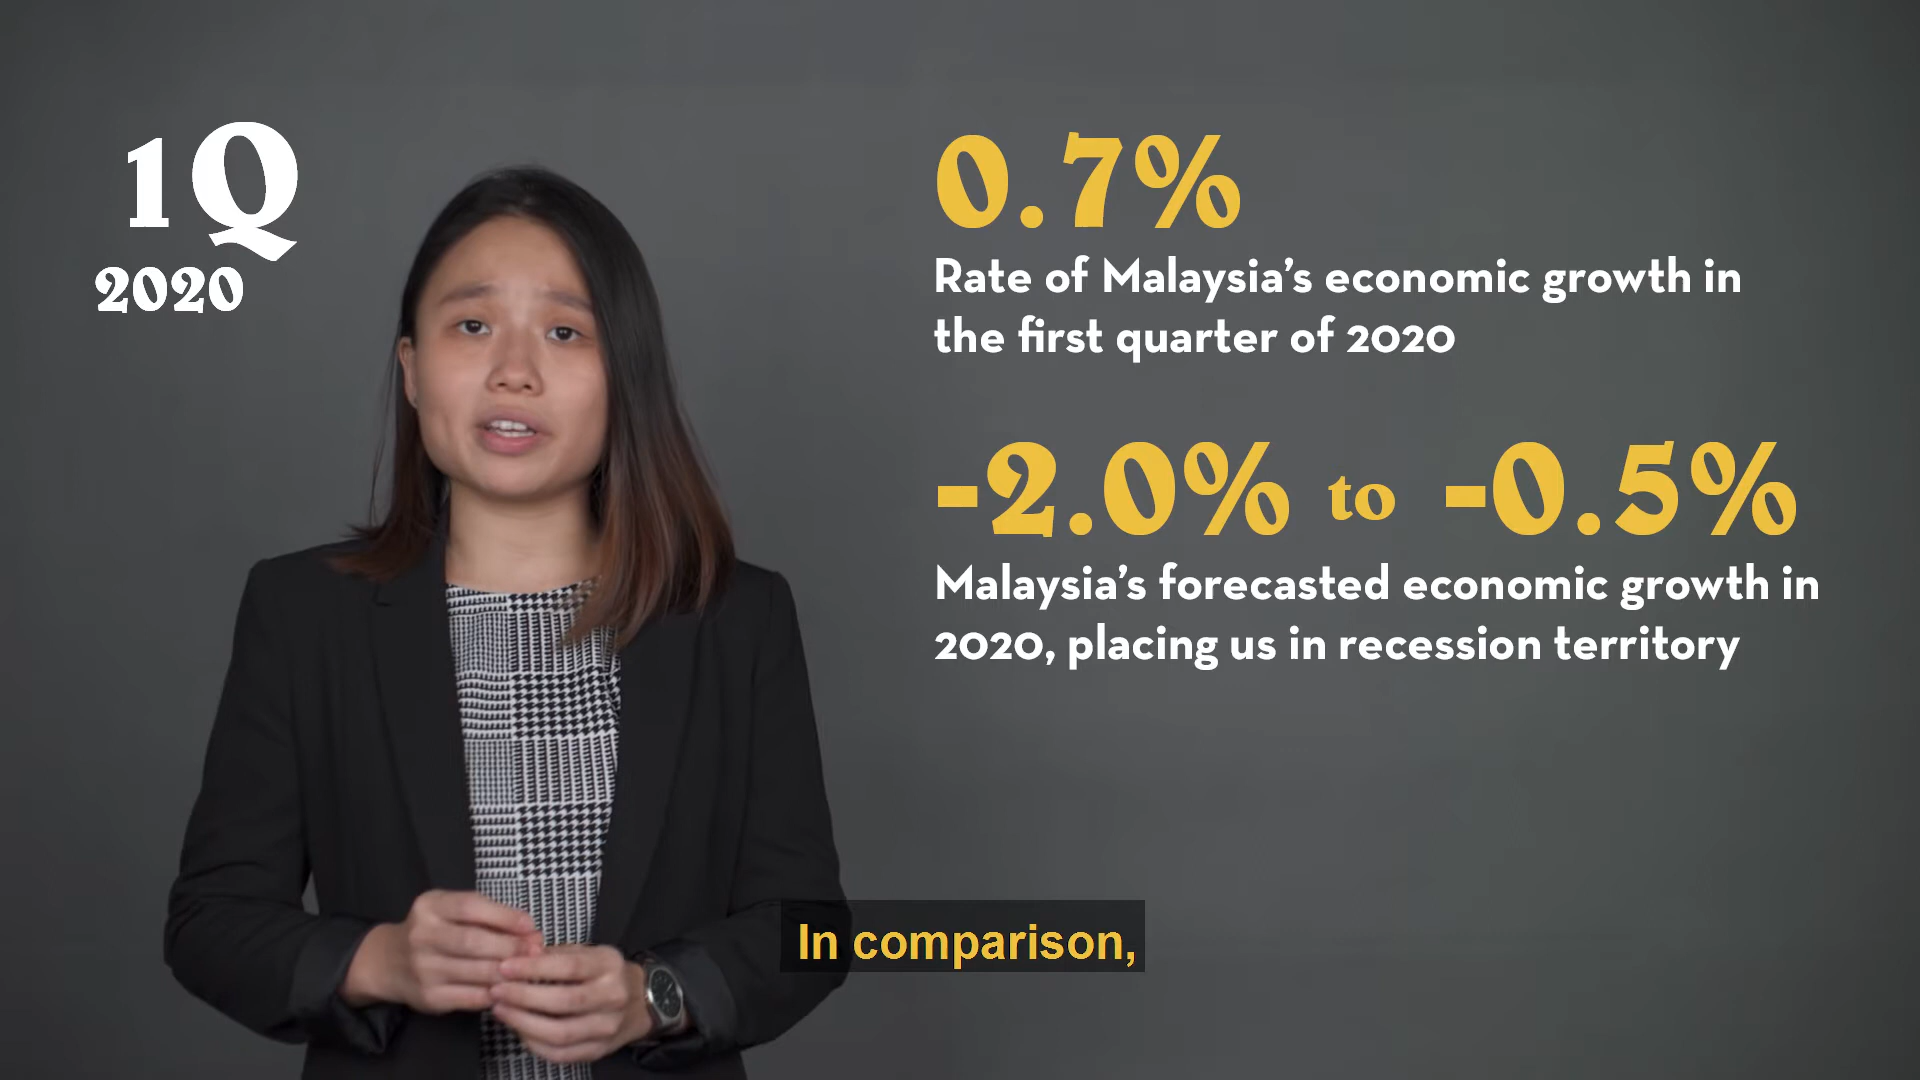 1Q
2020
0.7%
Rate of Malaysia's economic growth in
the first quarter of 2020
-2.0% to -0.5%
Malaysia's forecasted economic growth in
2020, placing us in recession territory
In comparison,